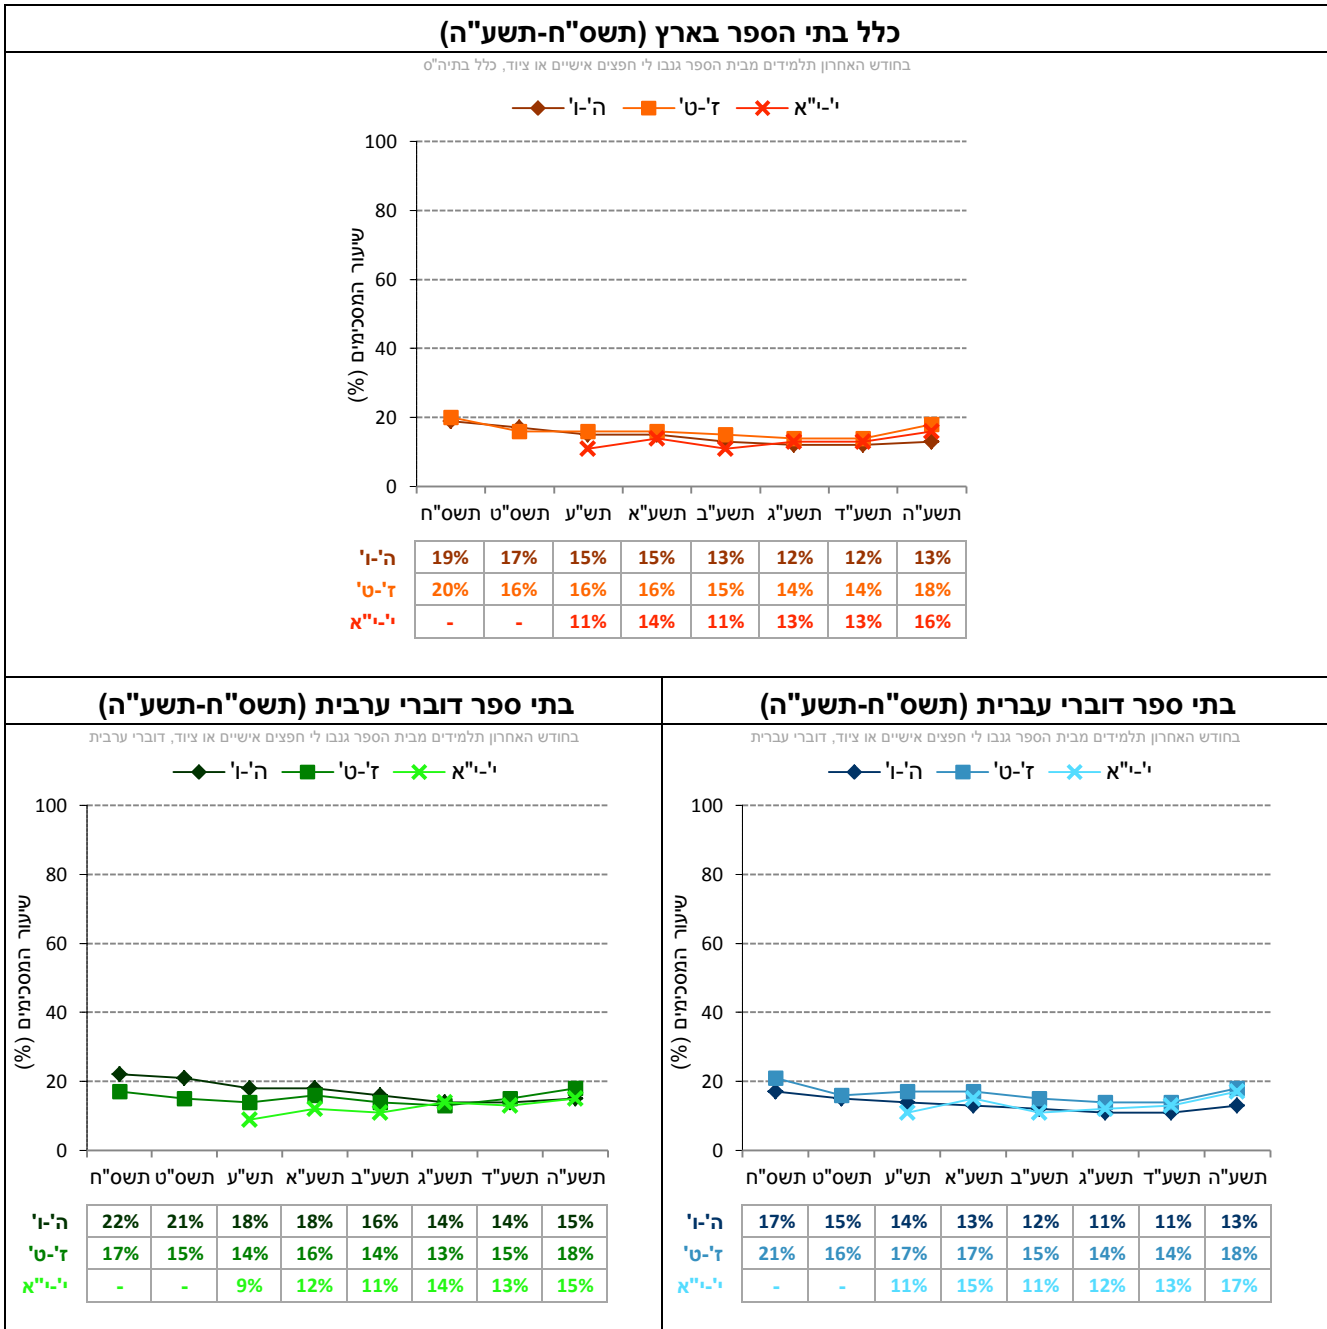 כלל בתי הספר בארץ (תשס"ח-תשע"ה)
בחודש האחרון תלמידים מבית הספר גנבו לי חפצים אישיים או ציוד, כלל בתיה"ס
ה'-ו' ז'-ט' י'-י"א
שיעור המסכימים (%)
100
80
60
40
20
0
תשס"ח תשס"ט תש"ע תשע"א תשע"ב תשע"ג תשע"ד תשע"ה
ה'-ו' 19% 17% 15% 15% 13% 12% 12% 13%
ז'-ט' 20% 16% 16% 16% 15% 14% 14% 18%
י'-י"א - - 11% 14% 11% 13% 13% 16%
בתי ספר דוברי עברית (תשס"ח-תשע"ה)
בחודש האחרון תלמידים מבית הספר גנבו לי חפצים אישיים או ציוד, דוברי עברית
ה'-ו' ז'-ט' י'-י"א
שיעור המסכימים (%)
100
80
60
40
20
0
תשס"ח תשס"ט תש"ע תשע"א תשע"ב תשע"ג תשע"ד תשע"ה
ה'-ו' 17% 15% 14% 13% 12% 11% 11% 13%
ז'-ט' 21% 16% 17% 17% 15% 14% 14% 18%
י'-י"א - - 11% 15% 11% 12% 13% 17%
בתי ספר דוברי ערבית (תשס"ח-תשע"ה)
בחודש האחרון תלמידים מבית הספר גנבו לי חפצים אישיים או ציוד, דוברי ערבית
ה'-ו' ז'-ט' י'-י"א
שיעור המסכימים (%)
100
80
60
40
20
0
תשס"ח תשס"ט תש"ע תשע"א תשע"ב תשע"ג תשע"ד תשע"ה
ה'-ו' 22% 21% 18% 18% 16% 14% 14% 15%
ז'-ט' 17% 15% 14% 16% 14% 13% 15% 18%
י'-י"א - - 9% 12% 11% 14% 13% 15%